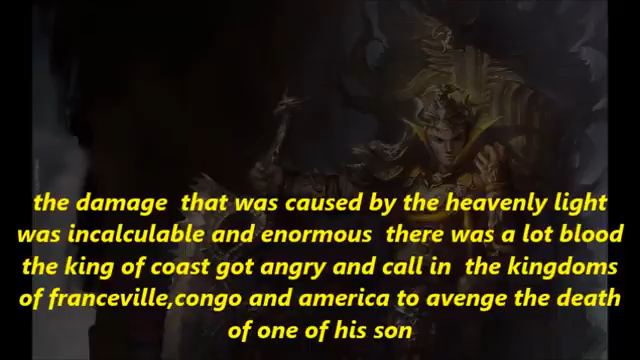 the damage that was caused by the heavenly light
was incalculable and enormous there was a lot blood
the king of coast got angry and call in the kingdoms
of franceville,congo and america to avenge the death
of one of his son